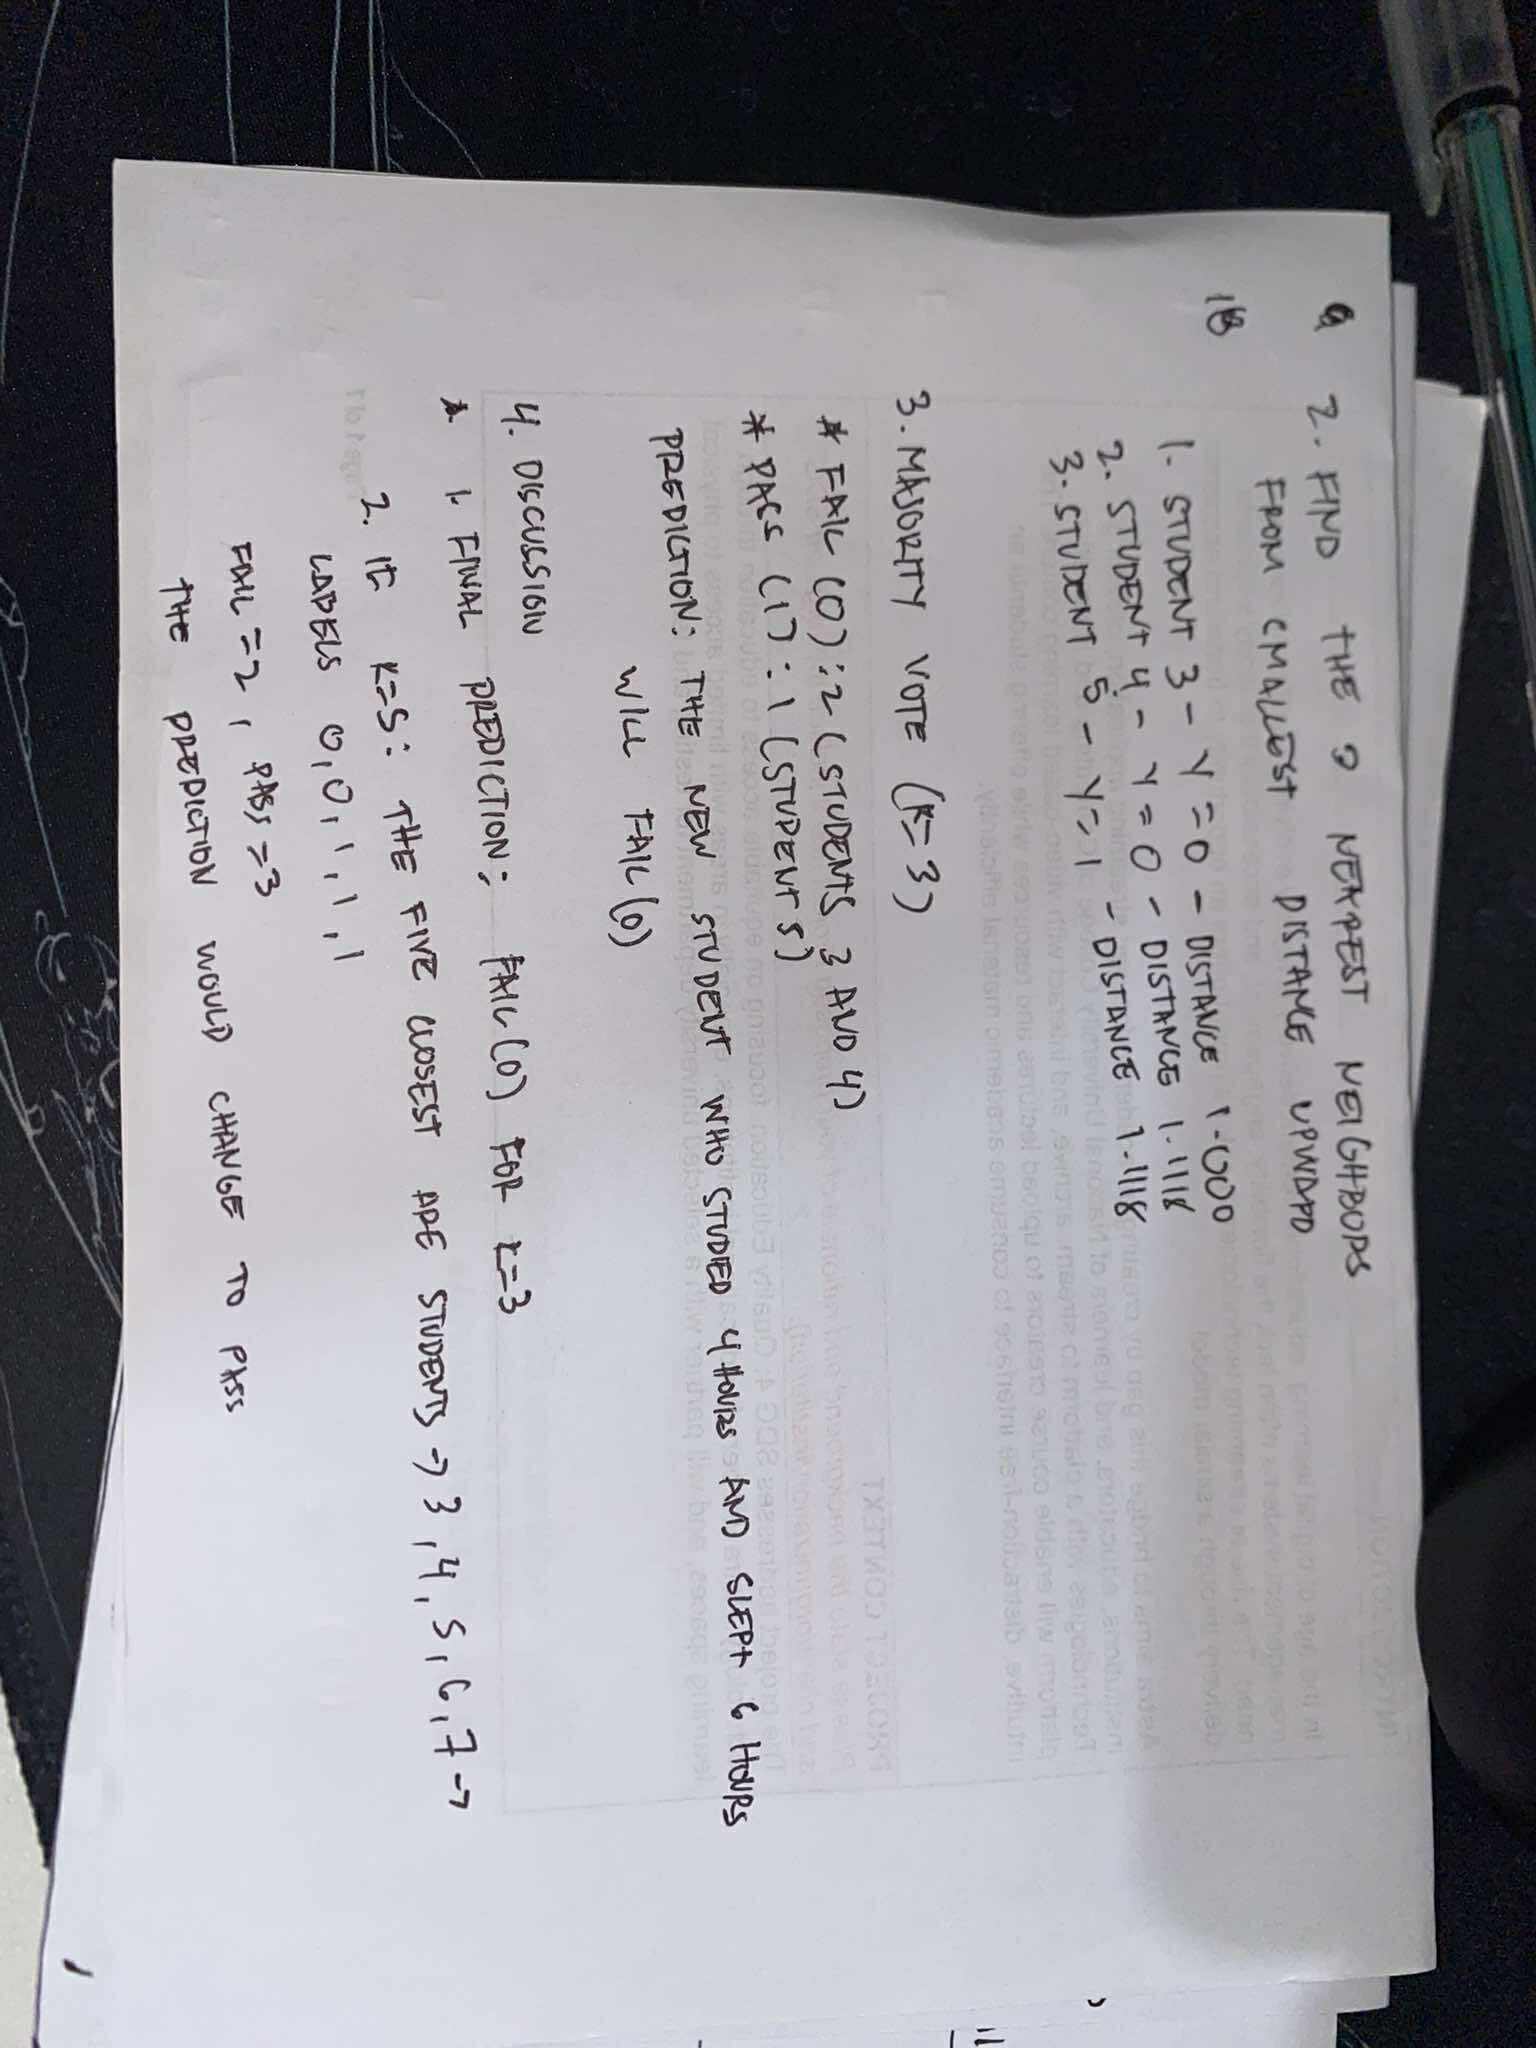 2. FIND THE 3 NEAREST NEIGHBORS
FROM SMALLEST DISTANCE UPWARD
1. STUDENT 3 - Y = 0 - DISTANCE 1.000
2. STUDENT 4 - Y = 0 - DISTANCE 1.1118
3. STUDENT 5 - Y = 1 - DISTANCE 1.1118
3. MAJORITY VOTE (K=3)
* FAIL (0): 2 (STUDENTS 3 AND 4)
* PASS (1): 1 (STUDENT 5)
PREDICTION: THE NEW STUDENT WHO STUDIED 4 HOURS AND SLEPT 6 HOURS
WILL FAIL (0)
4. DISCUSSION
* 1. FINAL PREDICTION: FAIL (0) FOR K=3
2. IF K=5: THE FIVE CLOSEST ARE STUDENTS → 3, 4, 5, 6, 7 →
LABELS 0, 0, 1, 1, 1
FAIL = 2, PASS = 3
THE PREDICTION WOULD CHANGE TO PASS